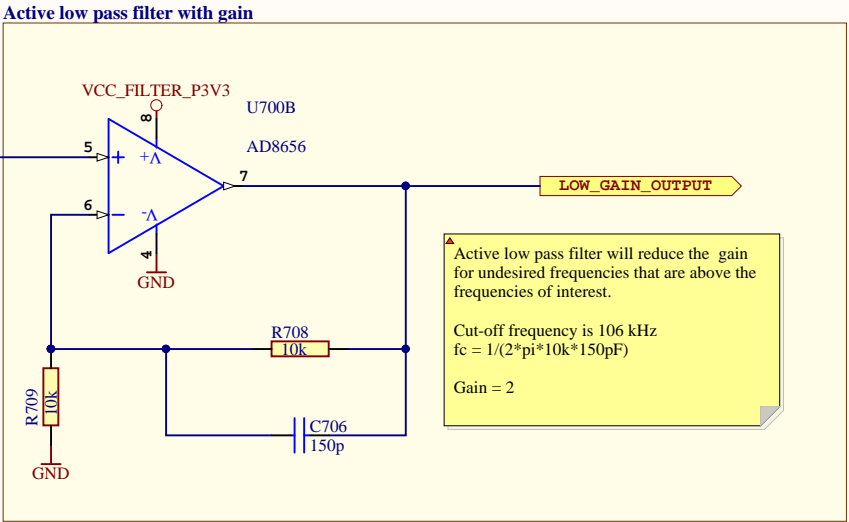 Active low pass filter with gain
VCC_FILTER_P3V3
U700B
AD8656
8
5
+
V+
7
LOW_GAIN_OUTPUT
6
-
V-
4
GND
Active low pass filter will reduce the gain
for undesired frequencies that are above the
frequencies of interest.
Cut-off frequency is 106 kHz
fc = 1/(2*pi*10k*150pF)
Gain = 2
R708
10k
R709
10k
C706
150p
GND